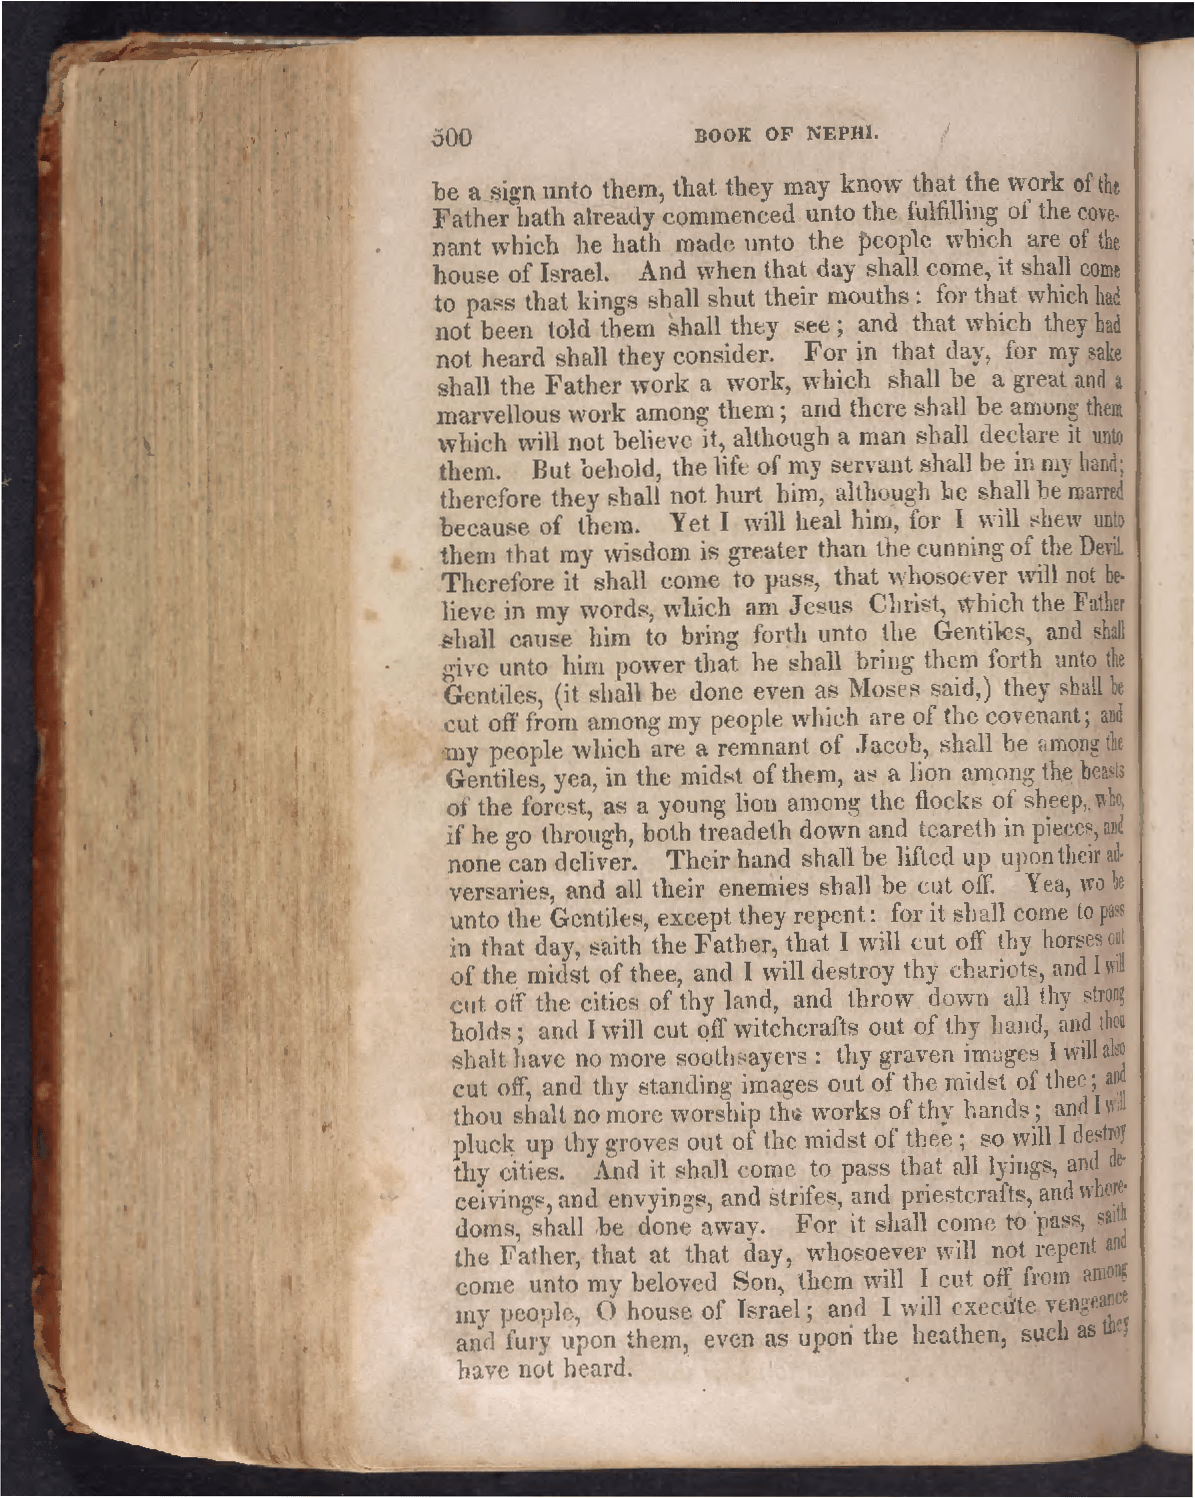 500 BOOK OF NEPHI.
be a sign unto them, that they may know that the work of the
Father hath already commenced unto the fulfilling of the cove-
nant which he hath made unto the people which are of the
house of Israel. And when that day shall come, it shall come
to pass that kings shall shut their mouths: for that which had
not been told them shall they see; and that which they had
not heard shall they consider. For in that day, for my sake
shall the Father work a work, which shall be a great and a
marvellous work among them; and there shall be among them
which will not believe it, although a man shall declare it unto
them. But behold, the life of my servant shall be in my hand;
therefore they shall not hurt him, although he shall be marred
because of them. Yet I will heal him, for I will shew unto
them that my wisdom is greater than the cunning of the Devil.
Therefore it shall come to pass, that whosoever will not be-
lieve in my words, which am Jesus Christ, which the Father
shall cause him to bring forth unto the Gentiles, and shall
give unto him power that he shall bring them forth unto the
Gentiles, (it shall be done even as Moses said,) they shall be
cut off from among my people which are of the covenant; and
my people which are a remnant of Jacob, shall be among the
Gentiles, yea, in the midst of them, as a lion among the beasts
of the forest, as a young lion among the flocks of sheep, who,
if he go through, both treadeth down and teareth in pieces, and
none can deliver. Their hand shall be lifted up upon their ad-
versaries, and all their enemies shall be cut off. Yea, wo be
unto the Gentiles, except they repent: for it shall come to pass
in that day, saith the Father, that I will cut off thy horses out
of the midst of thee, and I will destroy thy chariots, and I will
cut off the cities of thy land, and throw down all thy strong
holds; and I will cut off witchcrafts out of thy hand, and thou
shalt have no more soothsayers: thy graven images I will also
cut off, and thy standing images out of the midst of thee; and
thou shalt no more worship the works of thy hands; and I will
pluck up thy groves out of the midst of thee; so will I destroy
thy cities. And it shall come to pass that all lyings, and de-
ceivings, and envyings, and strifes, and priestcrafts, and whore-
doms, shall be done away. For it shall come to pass, saith
the Father, that at that day, whosoever will not repent and
come unto my beloved Son, them will I cut off from among
my people, O house of Israel; and I will execute vengeance
and fury upon them, even as upon the heathen, such as they
have not heard.